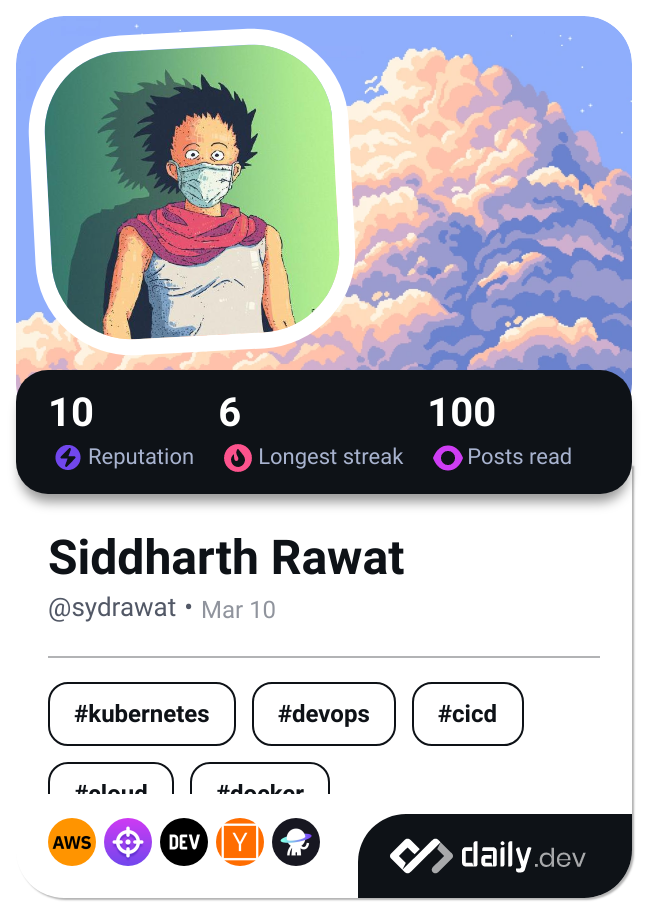 10 6 100
Reputation Longest streak Posts read
Siddharth Rawat
@sydrawat • Mar 10
#kubernetes #devops #cicd
#cloud #docker
AWS DEV Y daily.dev